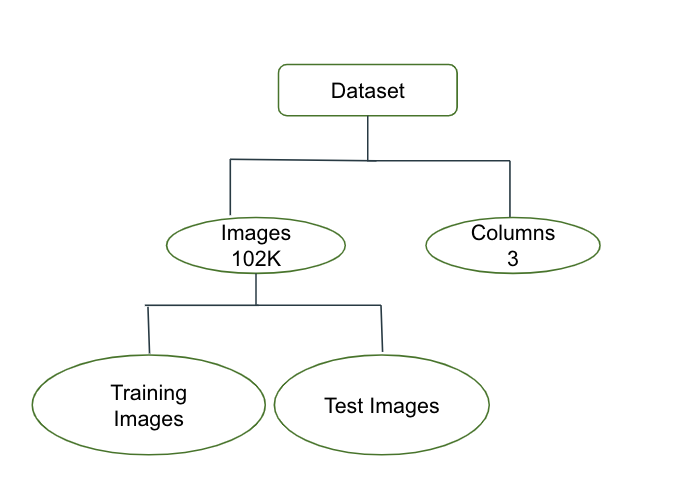 Dataset
Images
102K
Columns
3
Training
Images
Test Images